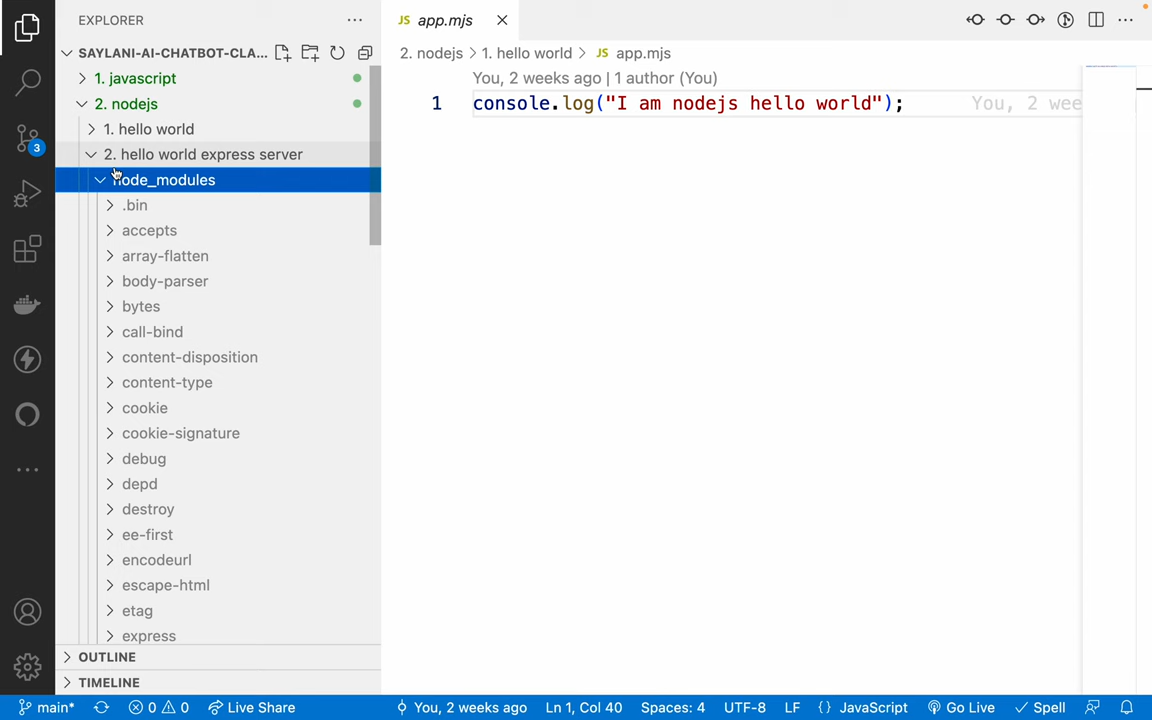 EXPLORER
SAYLANI-AI-CHATBOT-CLA...
1. javascript
2. nodejs
1. hello world
2. hello world express server
node_modules
.bin
accepts
array-flatten
body-parser
bytes
call-bind
content-disposition
content-type
cookie
cookie-signature
debug
depd
destroy
ee-first
encodeurl
escape-html
etag
express
OUTLINE
TIMELINE
3
JS app.mjs
2. nodejs > 1. hello world > JS app.mjs
You, 2 weeks ago | 1 author (You)
1 console.log("I am nodejs hello world"); You, 2 wee
main* 0 0 Live Share You, 2 weeks ago Ln 1, Col 40 Spaces: 4 UTF-8 LF {} JavaScript Go Live Spell